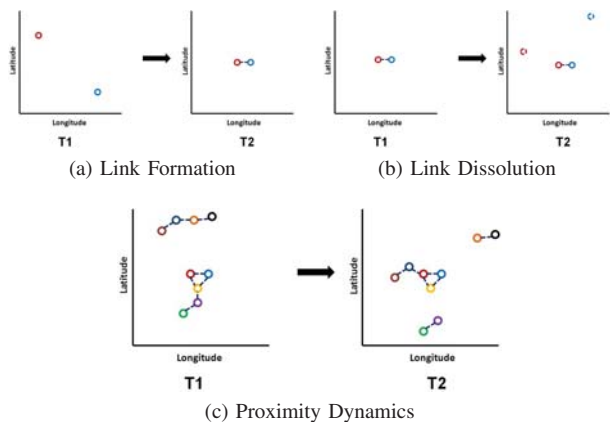 Latitude
Longitude
T1
Latitude
Longitude
T2
(a) Link Formation
Latitude
Longitude
T1
Latitude
Longitude
T2
(b) Link Dissolution
Latitude
Longitude
T1
Latitude
Longitude
T2
(c) Proximity Dynamics